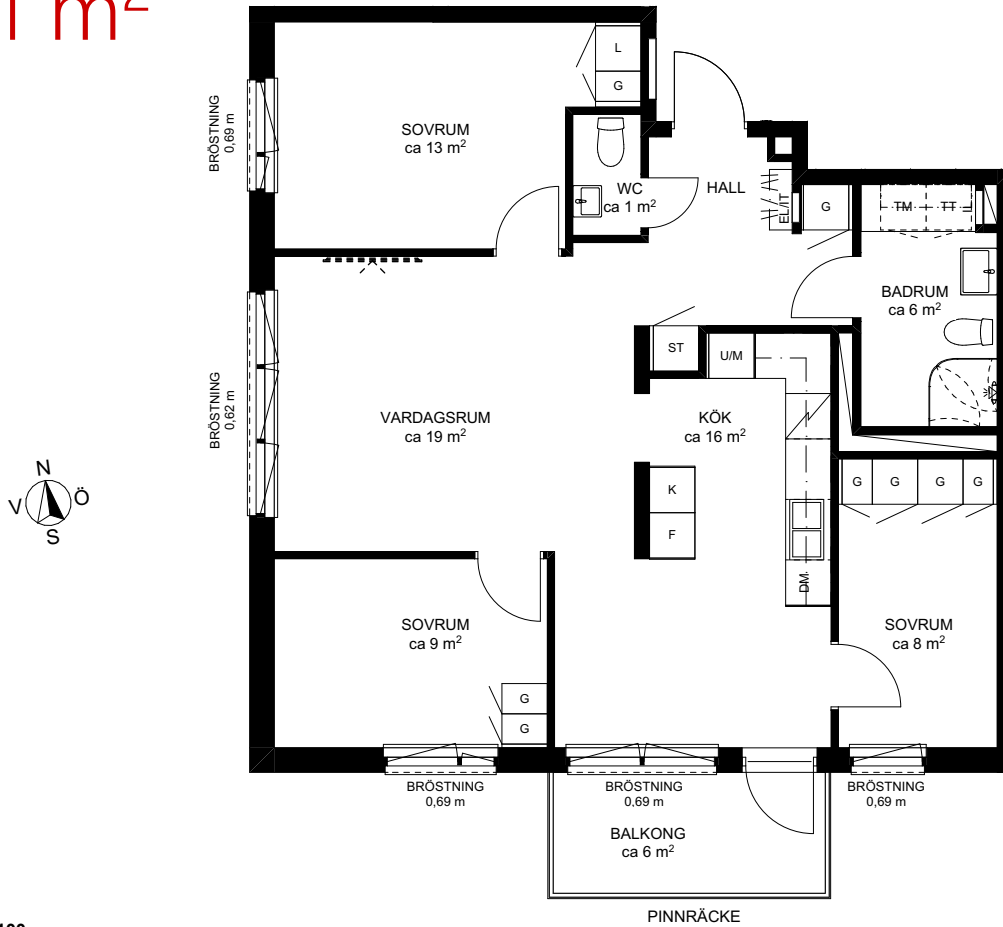 1 m²
L
G
BRÖSTNING
0,69 m
SOVRUM
ca 13 m²
WC
ca 1 m²
HALL
EL/IT
G
TM
TT
BADRUM
ca 6 m²
ST
U/M
BRÖSTNING
0,62 m
VARDAGSRUM
ca 19 m²
KÖK
ca 16 m²
N
V
Ö
S
K
F
DM
G
G
G
G
SOVRUM
ca 9 m²
SOVRUM
ca 8 m²
G
G
BRÖSTNING
0,69 m
BRÖSTNING
0,69 m
BRÖSTNING
0,69 m
BALKONG
ca 6 m²
PINNRÄCKE